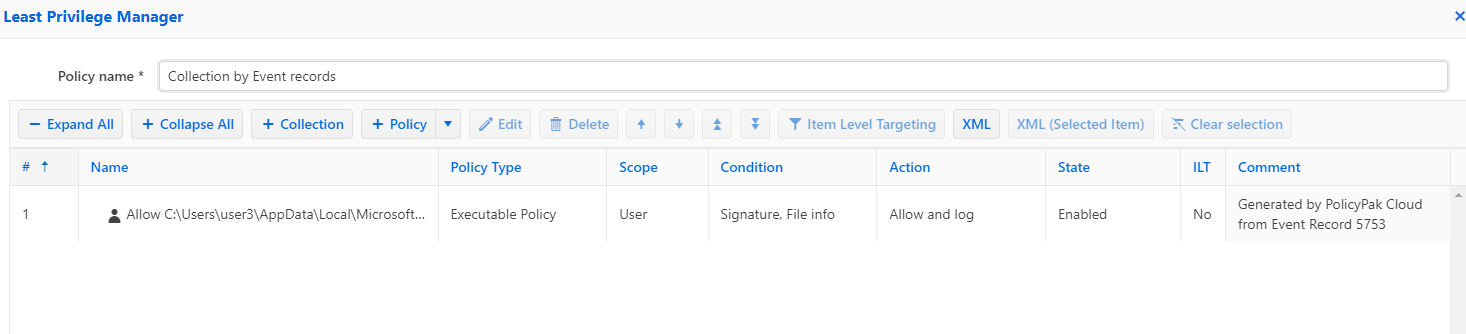 Least Privilege Manager
Policy name * Collection by Event records
Expand All Collapse All Collection Policy Edit Delete Item Level Targeting XML XML (Selected Item) Clear selection
# Name Policy Type Scope Condition Action State ILT Comment
1 Allow C:\Users\user3\AppData\Local\Microsoft... Executable Policy User Signature, File info Allow and log Enabled No Generated by PolicyPak Cloud
from Event Record 5753